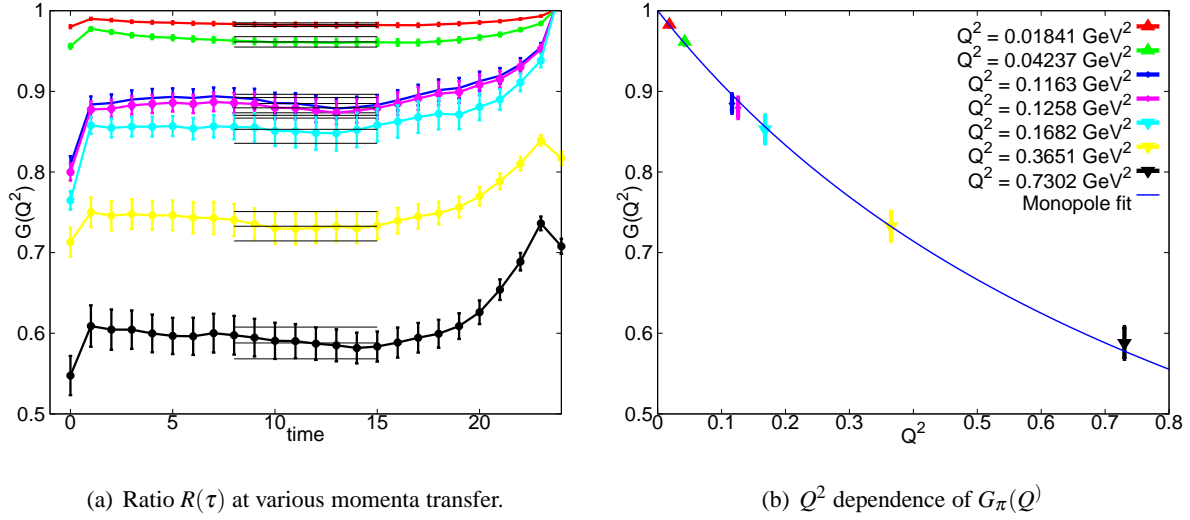 1
0.9
0.8
0.7
0.6
0.5
G(Q²)
0 5 10 15 20
time
(a) Ratio R(τ) at various momenta transfer.
1
0.9
0.8
0.7
0.6
0.5
G(Q²)
0 0.1 0.2 0.3 0.4 0.5 0.6 0.7 0.8
Q²
Q² = 0.01841 GeV²
Q² = 0.04237 GeV²
Q² = 0.1163 GeV²
Q² = 0.1258 GeV²
Q² = 0.1682 GeV²
Q² = 0.3651 GeV²
Q² = 0.7302 GeV²
Monopole fit
(b) Q² dependence of Gπ(Q⁾